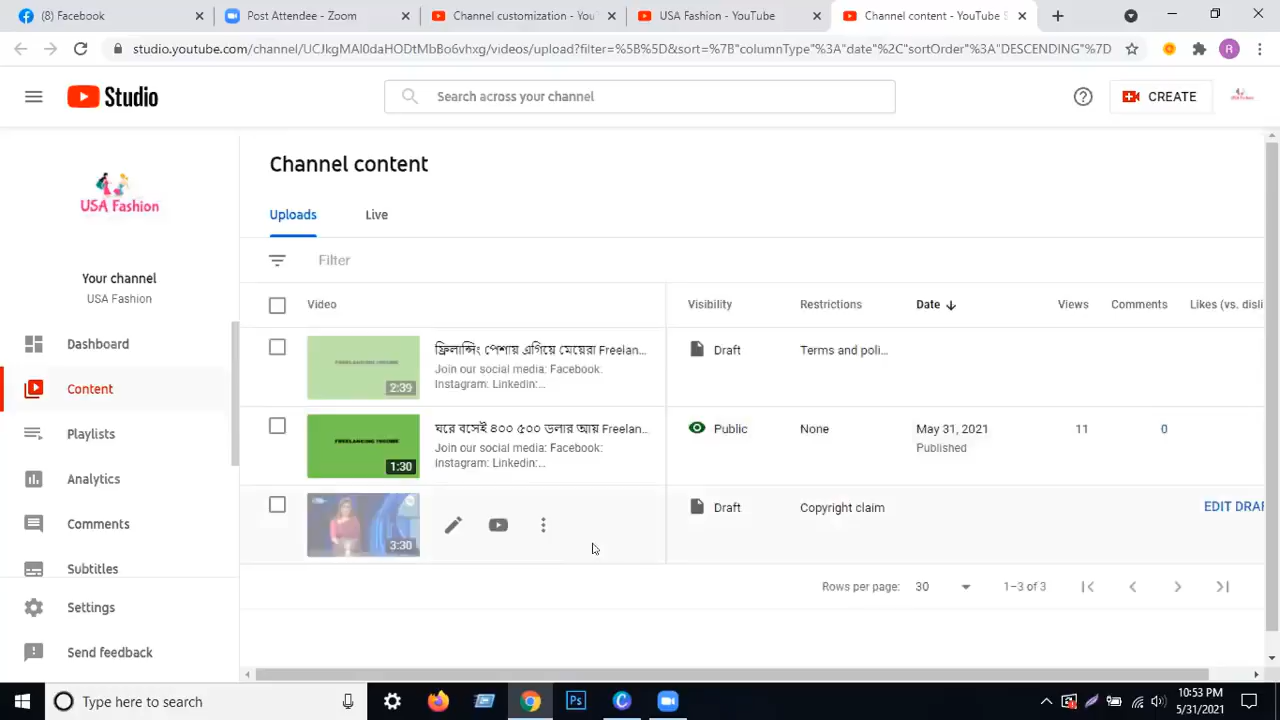 (8) Facebook
Post Attendee - Zoom
Channel customization - You
USA Fashion - YouTube
Channel content - YouTube S
studio.youtube.com/channel/UCJkgMAl0daHODtMbBo6vhxg/videos/upload?filter=%5B%5D&sort=%7B"columnType"%3A"date"%2C"sortOrder"%3A"DESCENDING"%7D
R
Studio
Search across your channel
CREATE
USA Fashion
Channel content
Uploads
Live
Your channel
USA Fashion
Filter
Video
Visibility
Restrictions
Date
Views
Comments
Likes (vs. disli
Dashboard
Content
Playlists
Analytics
Comments
Subtitles
Settings
Send feedback
FREELANCING FREEDOM
2:39
ফ্রিলান্সিং পেশায় এগিয়ে মেয়েরা Freelan...
Join our social media: Facebook:
Instagram: Linkedin:...
Draft
Terms and poli...
1:30
ঘরে বসেই ৪০০ ৫০০ ডলার আয় Freelan...
Join our social media: Facebook:
Instagram: Linkedin:...
Public
None
May 31, 2021
Published
11
0
3:30
Draft
Copyright claim
EDIT DRAF
Rows per page:
30
1–3 of 3
Type here to search
Ps
10:53 PM
5/31/2021